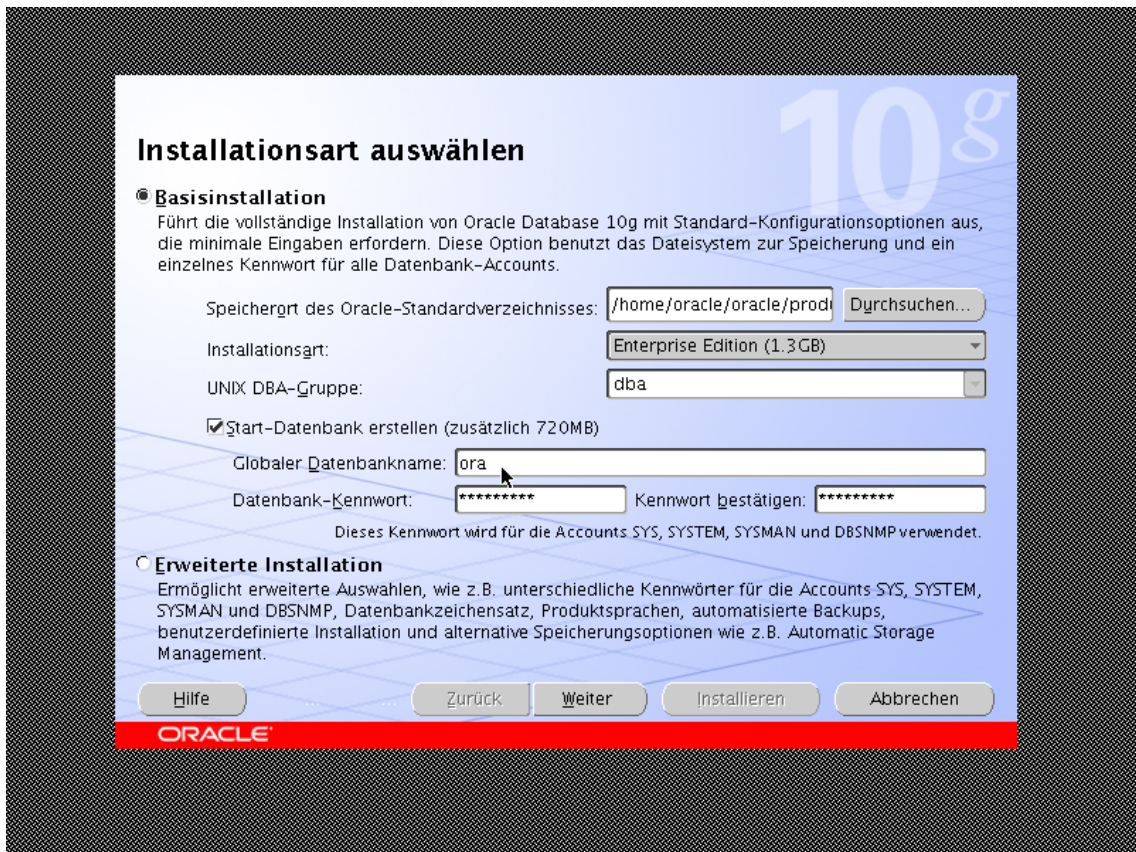 10g
Installationsart auswählen
Basisinstallation
Führt die vollständige Installation von Oracle Database 10g mit Standard-Konfigurationsoptionen aus,
die minimale Eingaben erfordern. Diese Option benutzt das Dateisystem zur Speicherung und ein
einzelnes Kennwort für alle Datenbank-Accounts.
Speicherort des Oracle-Standardverzeichnisses: /home/oracle/oracle/prod Durchsuchen...
Installationsart: Enterprise Edition (1.3GB)
UNIX DBA-Gruppe: dba
Start-Datenbank erstellen (zusätzlich 720MB)
Globaler Datenbankname: ora
Datenbank-Kennwort: ********* Kennwort bestätigen: *********
Dieses Kennwort wird für die Accounts SYS, SYSTEM, SYSMAN und DBSNMP verwendet.
Erweiterte Installation
Ermöglicht erweiterte Auswahlen, wie z.B. unterschiedliche Kennwörter für die Accounts SYS, SYSTEM,
SYSMAN und DBSNMP, Datenbankzeichensatz, Produktsprachen, automatisierte Backups,
benutzerdefinierte Installation und alternative Speicherungsoptionen wie z.B. Automatic Storage
Management.
Hilfe Zurück Weiter Installieren Abbrechen
ORACLE